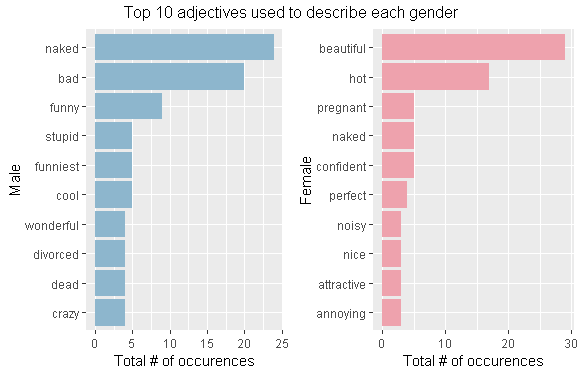 Top 10 adjectives used to describe each gender
Male
naked
bad
funny
stupid
funniest
cool
wonderful
divorced
dead
crazy
0 5 10 15 20 25
Total # of occurences
Female
beautiful
hot
pregnant
naked
confident
perfect
noisy
nice
attractive
annoying
0 10 20 30
Total # of occurences